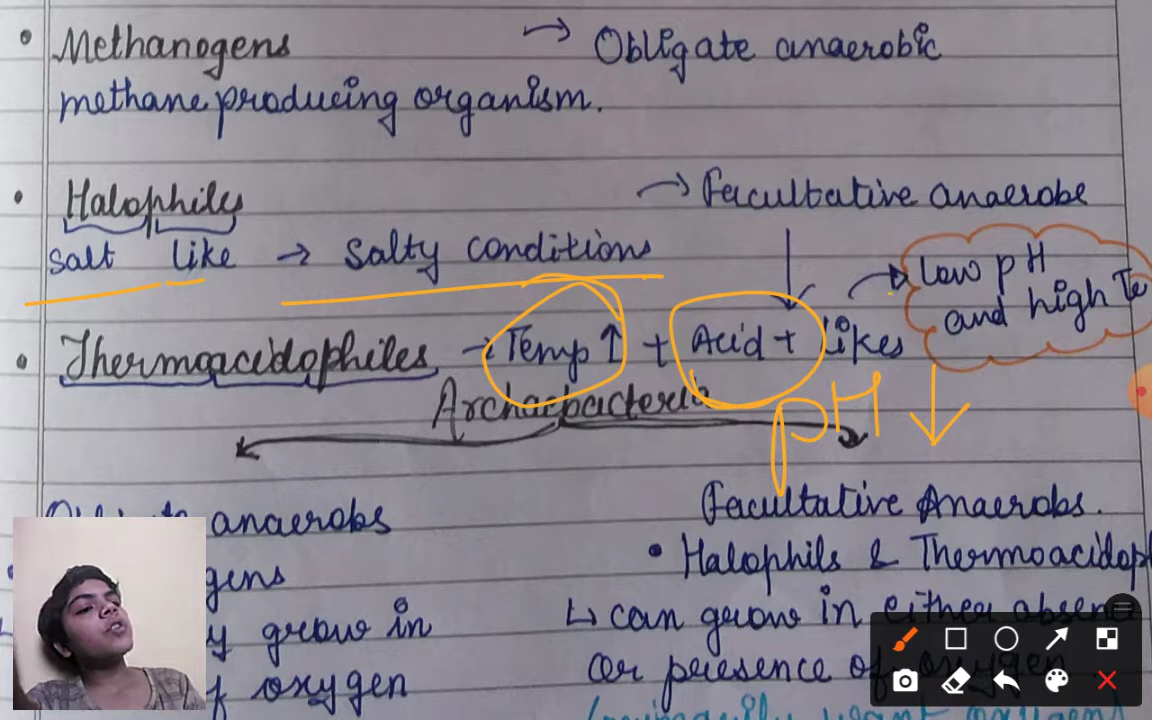 • Methanogens → Obligate anaerobic
methane producing organism.
• Halophils → Facultative anaerobe
salt like → Salty conditions
low pH
and high Te
• Thermoacidophiles → Temp↑ + Acid + likes
pH ↓
Archaebacteria
anaerobs Facultative Anaerobs.
gens • Halophils & Thermoacidop
grow in ↳ can grow in either absen
oxygen or presence of oxygen